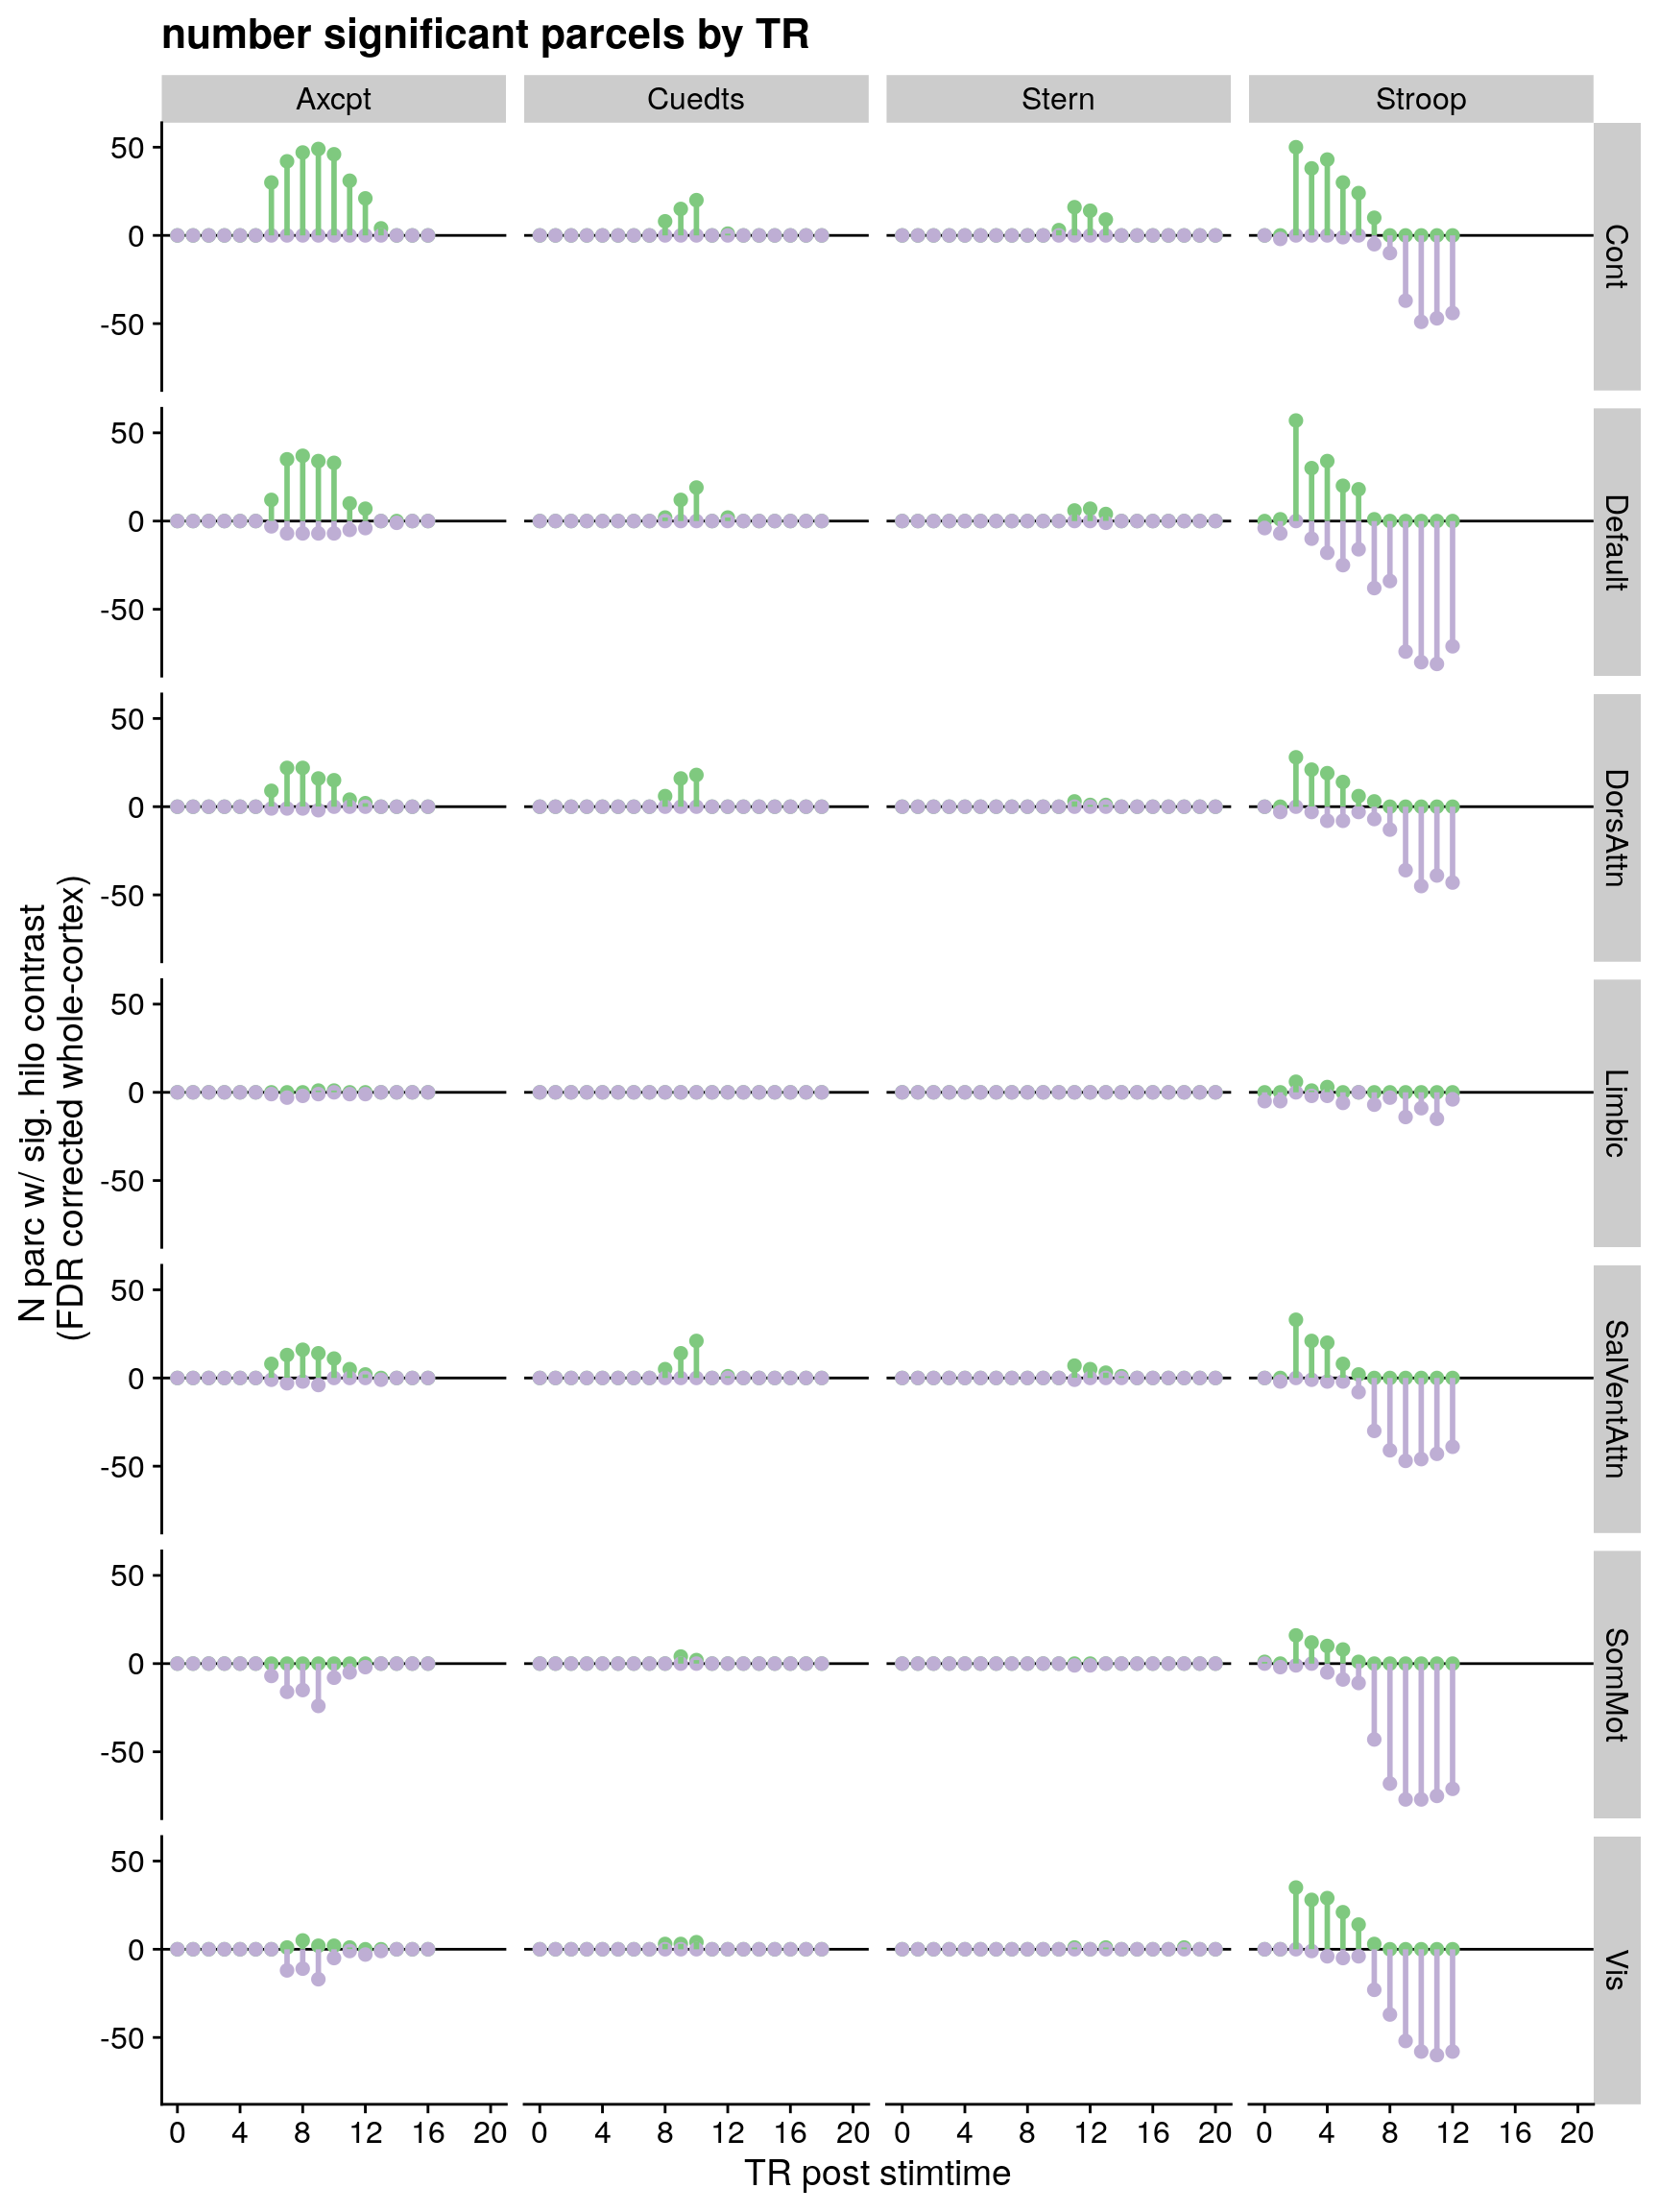 number significant parcels by TR
Axcpt Cuedts Stern Stroop
50
0
-50
Cont
50
0
-50
Default
50
0
-50
DorsAttn
50
0
-50
Limbic
50
0
-50
SalVentAttn
50
0
-50
SomMot
50
0
-50
Vis
N parc w/ sig. hilo contrast
(FDR corrected whole-cortex)
0 4 8 12 16 20 0 4 8 12 16 20 0 4 8 12 16 20 0 4 8 12 16 20
TR post stimtime